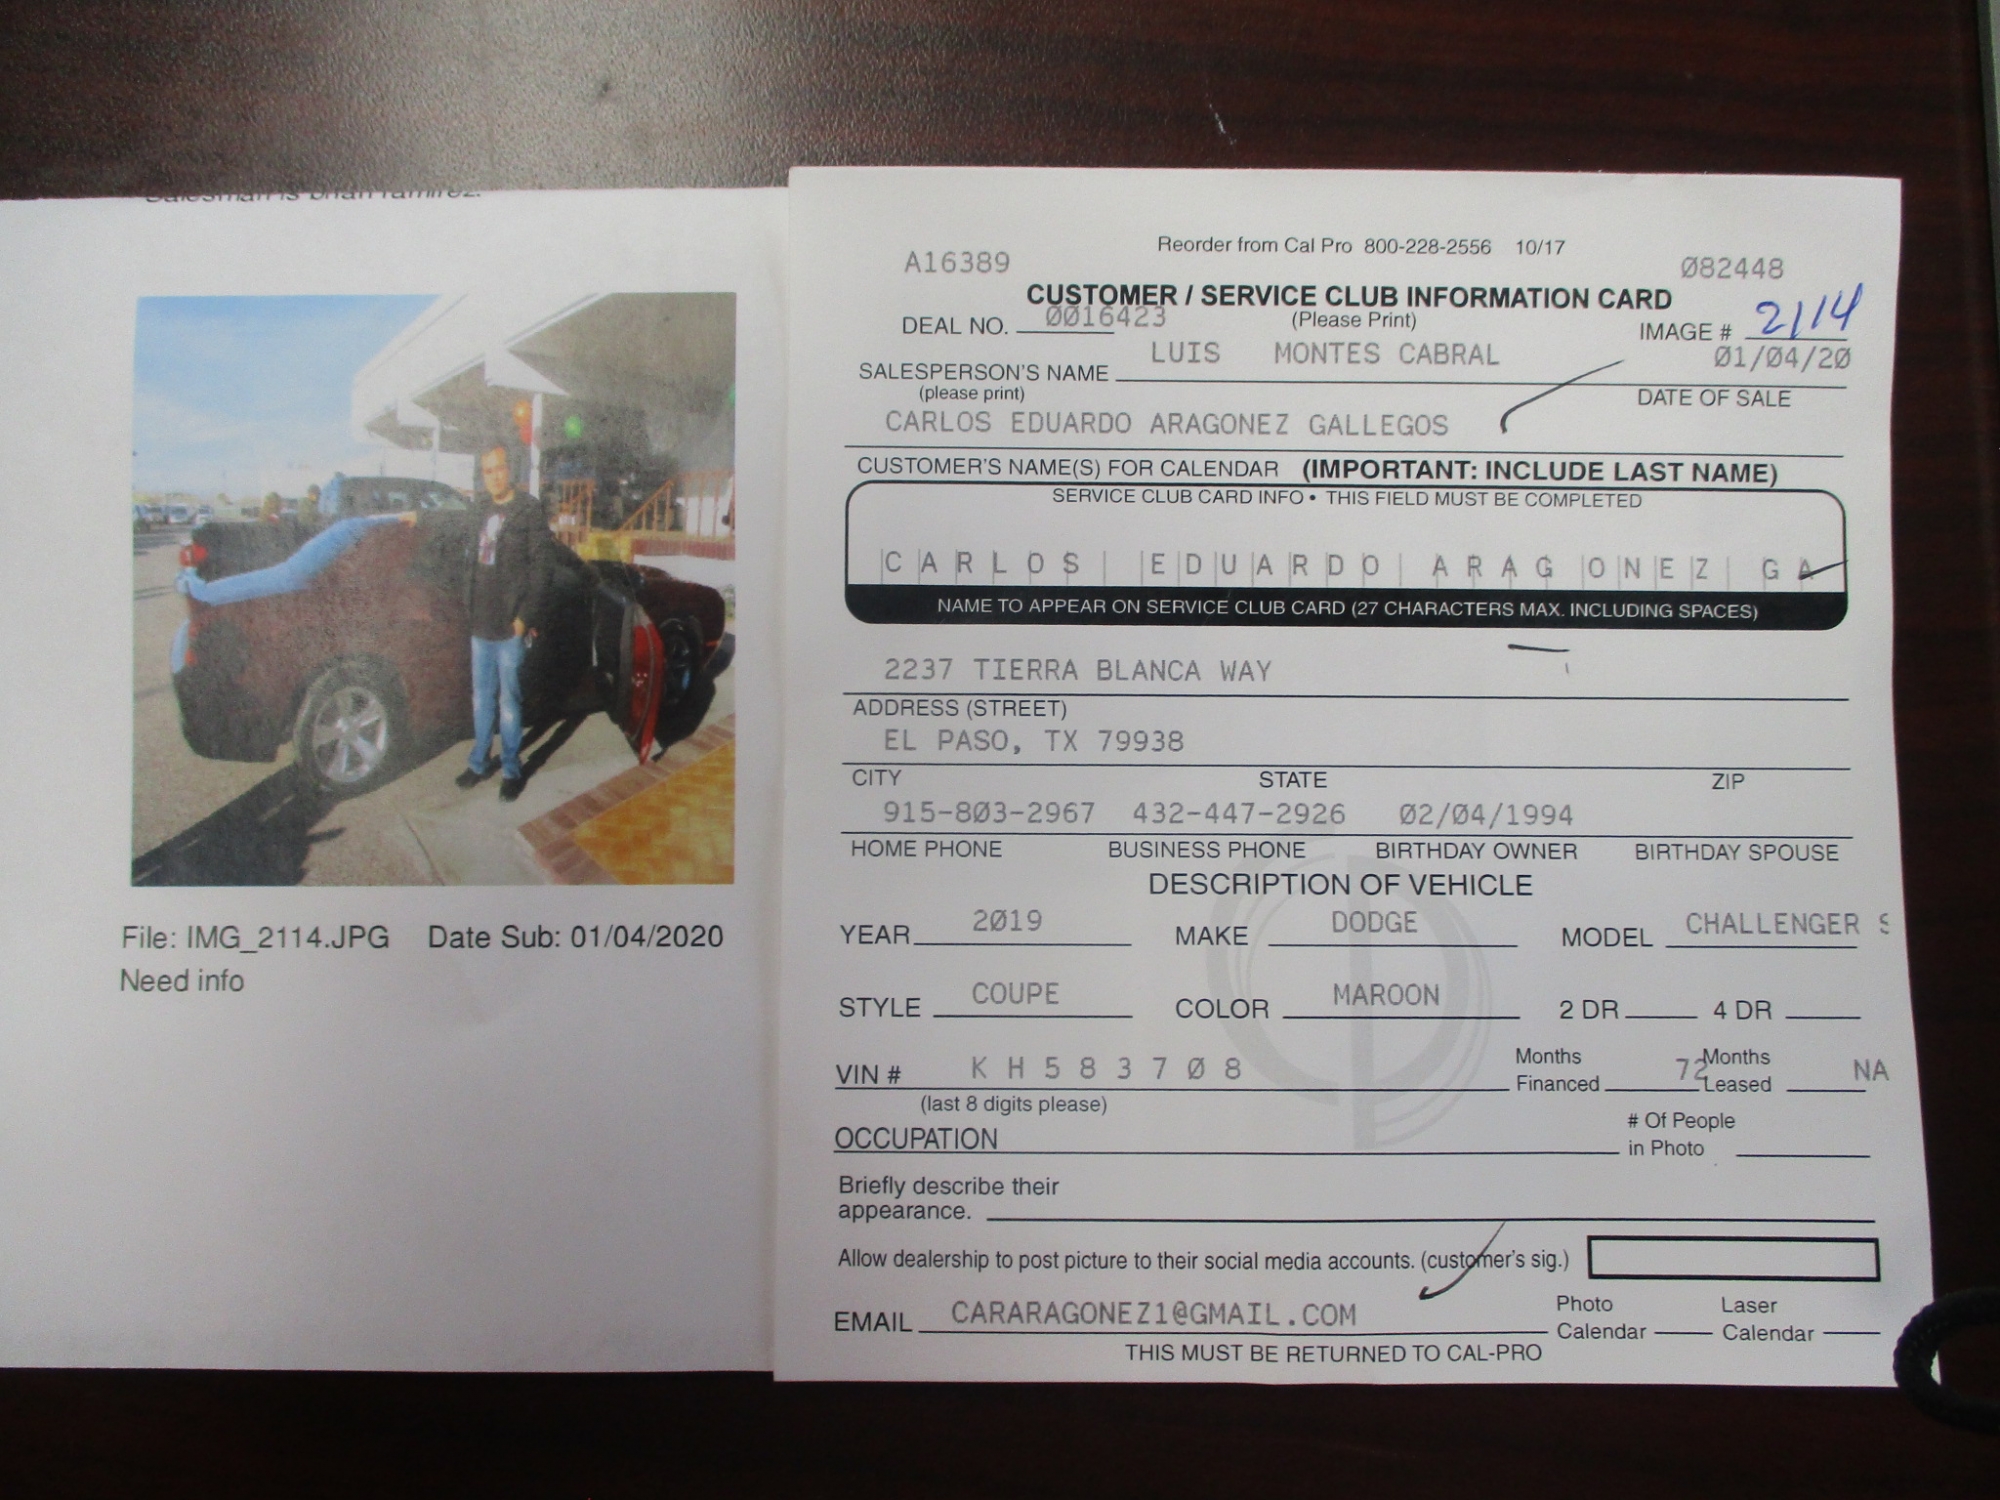 Salesman is brian ramirez.
File: IMG_2114.JPG Date Sub: 01/04/2020
Need info
Reorder from Cal Pro 800-228-2556 10/17
A16389 Ø82448
CUSTOMER / SERVICE CLUB INFORMATION CARD
DEAL NO. ØØ16423 (Please Print) IMAGE # 2114
SALESPERSON'S NAME LUIS MONTES CABRAL Ø1/Ø4/2Ø
(please print) DATE OF SALE
CARLOS EDUARDO ARAGONEZ GALLEGOS
CUSTOMER'S NAME(S) FOR CALENDAR (IMPORTANT: INCLUDE LAST NAME)
SERVICE CLUB CARD INFO • THIS FIELD MUST BE COMPLETED
CARLOS EDUARDO ARAGONEZ GA
NAME TO APPEAR ON SERVICE CLUB CARD (27 CHARACTERS MAX. INCLUDING SPACES)
2237 TIERRA BLANCA WAY
ADDRESS (STREET)
EL PASO, TX 79938
CITY STATE ZIP
915-8Ø3-2967 432-447-2926 Ø2/Ø4/1994
HOME PHONE BUSINESS PHONE BIRTHDAY OWNER BIRTHDAY SPOUSE
DESCRIPTION OF VEHICLE
YEAR 2Ø19 MAKE DODGE MODEL CHALLENGER S
STYLE COUPE COLOR MAROON 2 DR 4 DR
VIN # K H 5 8 3 7 Ø 8 Months Financed 72 Months Leased NA
(last 8 digits please)
OCCUPATION # Of People in Photo
Briefly describe their
appearance.
Allow dealership to post picture to their social media accounts. (customer's sig.)
EMAIL CARARAGONEZ1@GMAIL.COM Photo Calendar Laser Calendar
THIS MUST BE RETURNED TO CAL-PRO